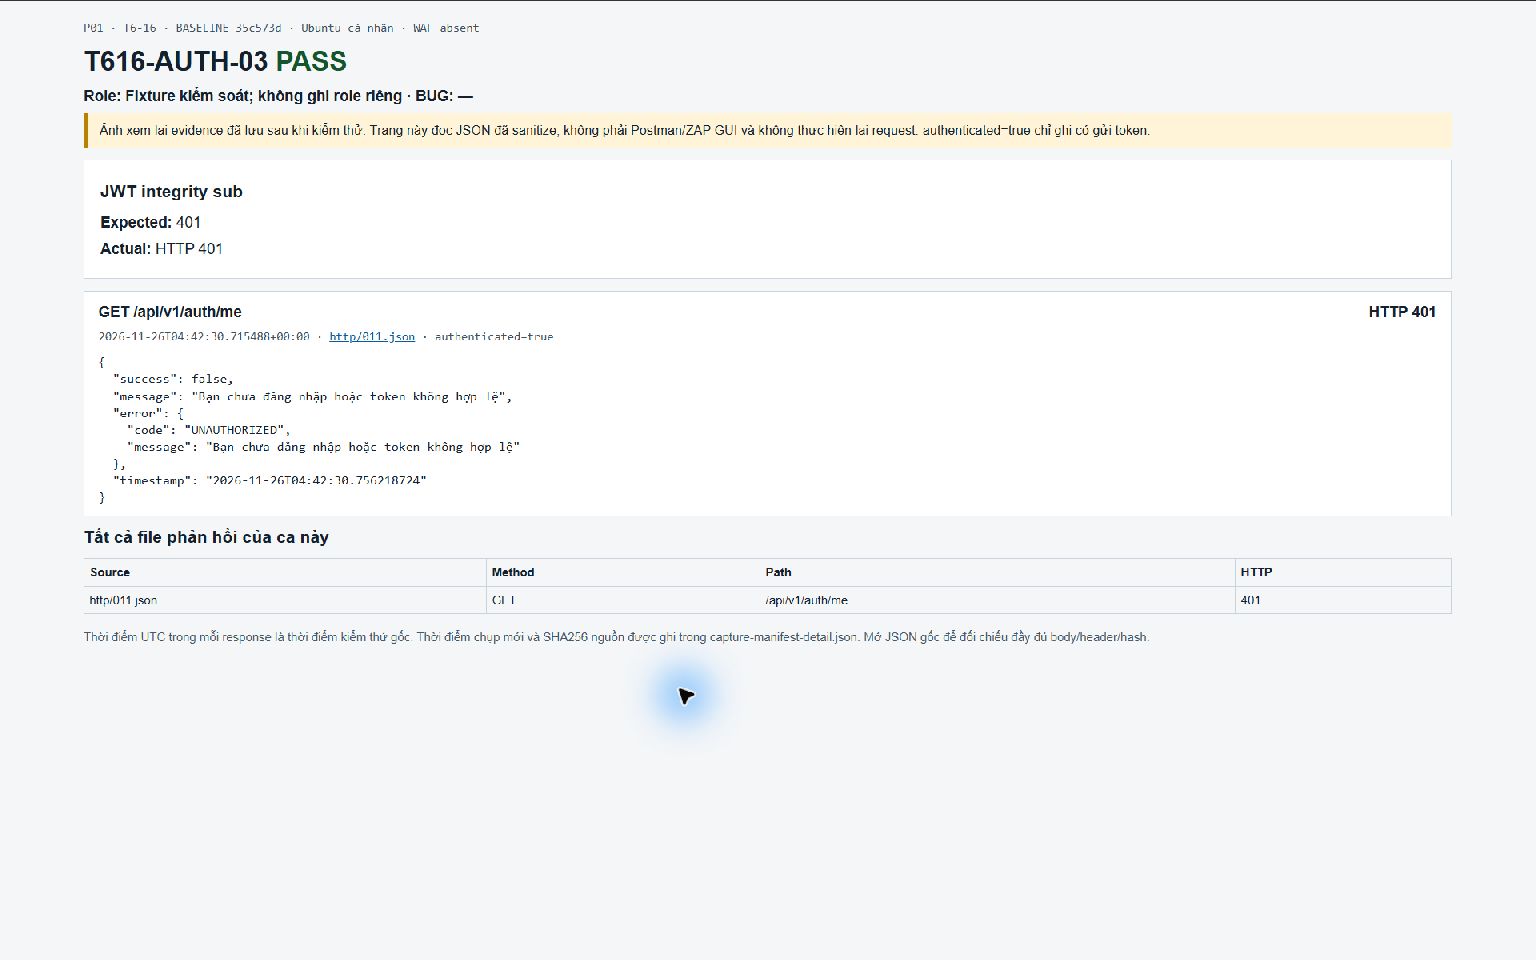 P01 · T6-16 · BASELINE 35c573d · Ubuntu cá nhân · WAF absent
T616-AUTH-03 PASS
Role: Fixture kiểm soát; không ghi role riêng · BUG: —
Ảnh xem lại evidence đã lưu sau khi kiểm thử. Trang này đọc JSON đã sanitize, không phải Postman/ZAP GUI và không thực hiện lại request. authenticated=true chỉ ghi có gửi token.
JWT integrity sub
Expected: 401
Actual: HTTP 401
GET /api/v1/auth/me HTTP 401
2026-11-26T04:42:30.715488+00:00 · http/011.json · authenticated=true
{
"success": false,
"message": "Bạn chưa đăng nhập hoặc token không hợp lệ",
"error": {
"code": "UNAUTHORIZED",
"message": "Bạn chưa đăng nhập hoặc token không hợp lệ"
},
"timestamp": "2026-11-26T04:42:30.756218724"
}
Tất cả file phản hồi của ca này
Source Method Path HTTP
http/011.json GET /api/v1/auth/me 401
Thời điểm UTC trong mỗi response là thời điểm kiểm thử gốc. Thời điểm chụp mới và SHA256 nguồn được ghi trong capture-manifest-detail.json. Mở JSON gốc để đối chiếu đầy đủ body/header/hash.